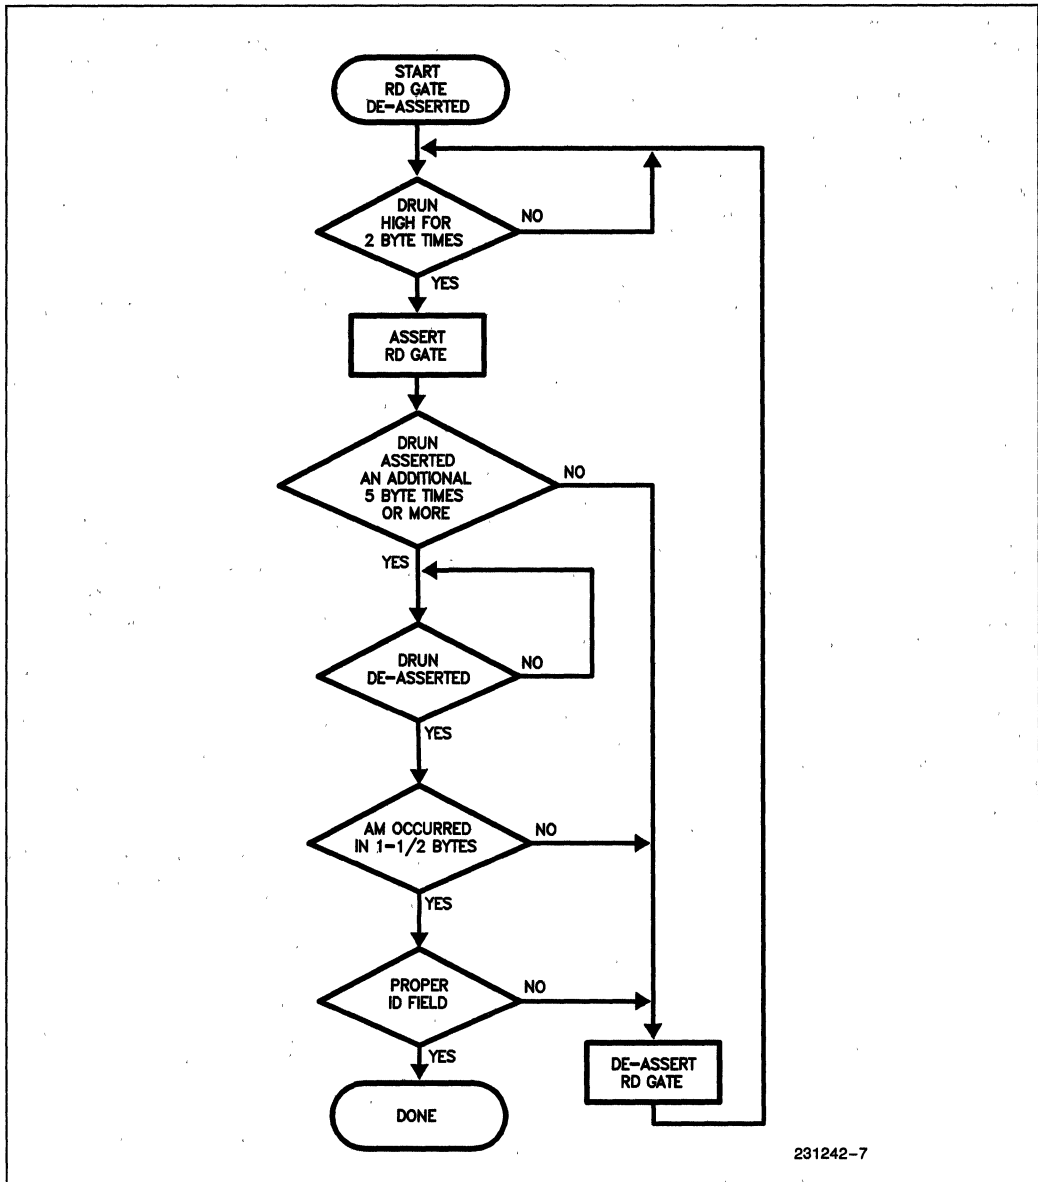 START
RD GATE
DE-ASSERTED
DRUN
HIGH FOR
2 BYTE TIMES
NO
YES
ASSERT
RD GATE
DRUN
ASSERTED
AN ADDITIONAL
5 BYTE TIMES
OR MORE
NO
YES
DRUN
DE-ASSERTED
NO
YES
AM OCCURRED
IN 1-1/2 BYTES
NO
YES
PROPER
ID FIELD
NO
YES
DE-ASSERT
RD GATE
DONE
231242-7